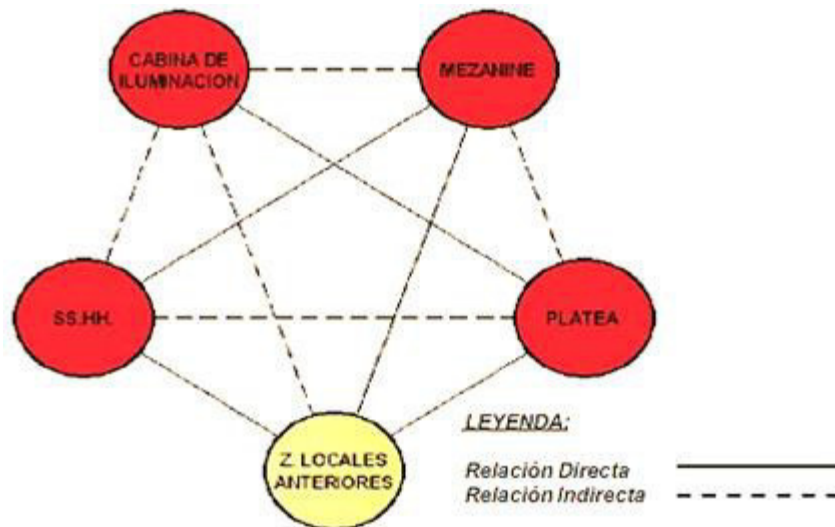 CABINA DE
ILUMINACION
MEZANINE
SS.HH.
PLATEA
Z. LOCALES
ANTERIORES
LEYENDA:
Relación Directa
Relación Indirecta